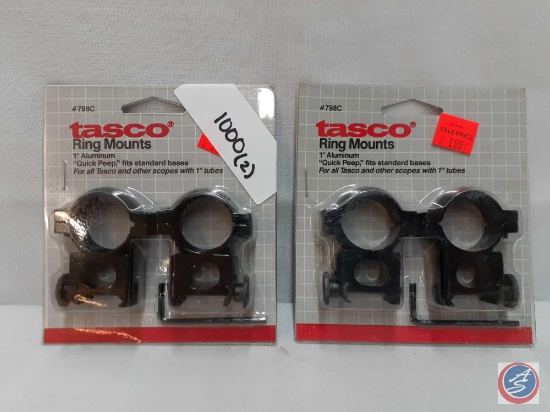 #798C
tasco®
Ring Mounts
1" Aluminum
"Quick Peep," fits standard bases
For all Tasco and other scopes with 1" tubes
1000(2)
#798C
tasco®
Ring Mounts
1" Aluminum
"Quick Peep," fits standard bases
For all Tasco and other scopes with 1" tubes
SALE PRICE
AS